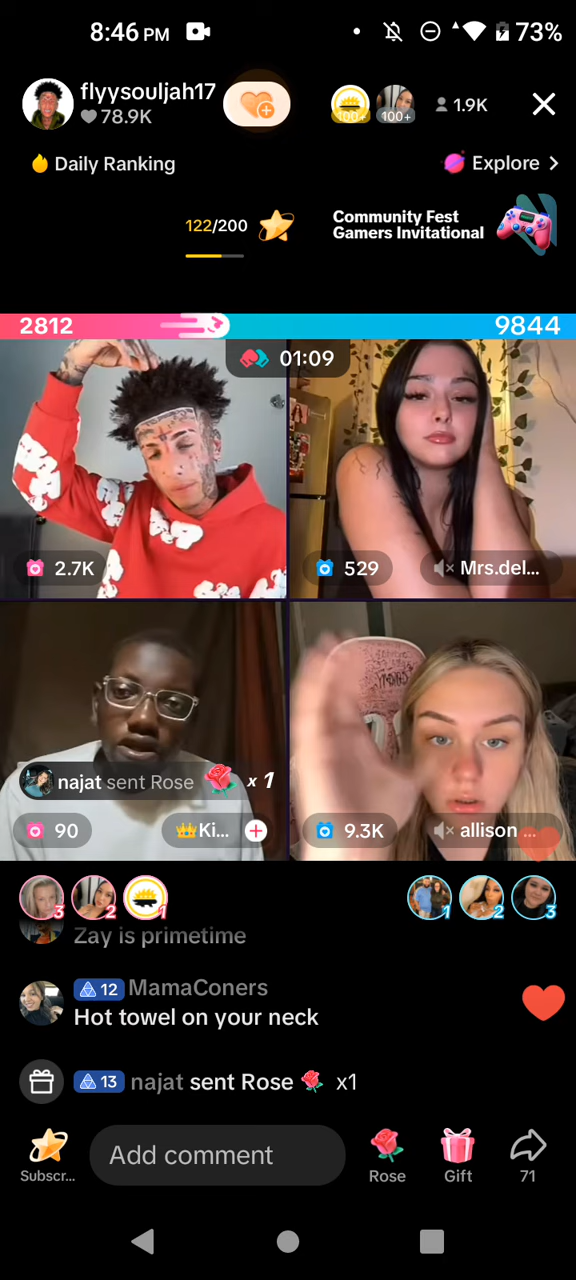 8:46 PM
73%
flyysouljah17
78.9K
100+
100+
1.9K
Daily Ranking
Explore >
122/200
Community Fest
Gamers Invitational
2812
9844
01:09
2.7K
529
Mrs.del...
najat sent Rose x 1
90
Ki...
9.3K
allison ...
3
2
1
1
2
3
Zay is primetime
12 MamaConers
Hot towel on your neck
13 najat sent Rose x1
Add comment
Subscr...
Rose
Gift
71